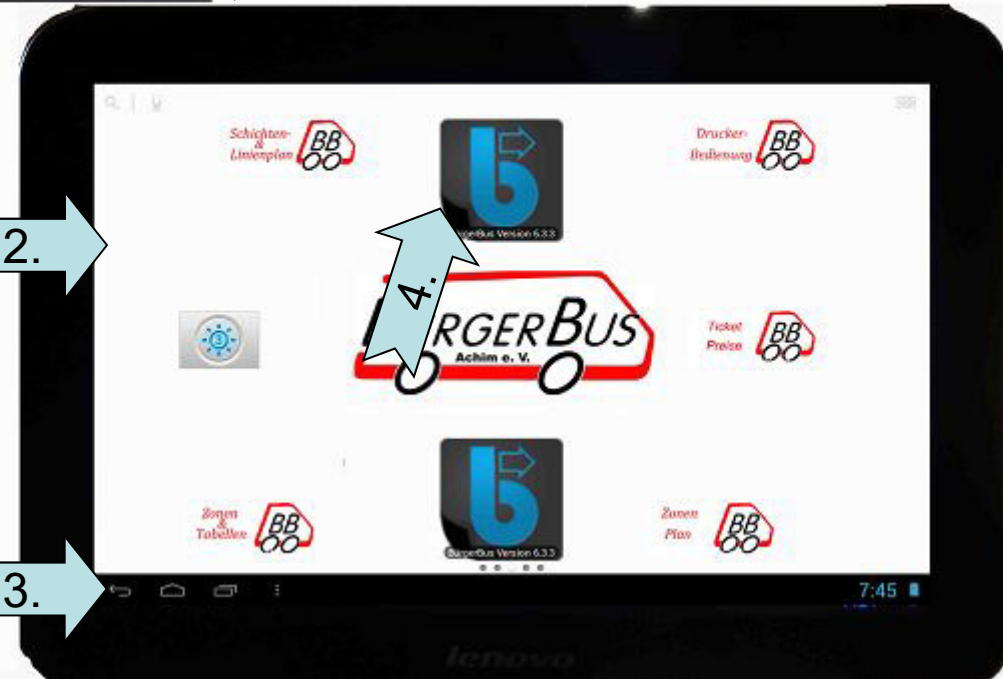 Schichten-
&
Linienplan
BB
BürgerBus Version 6.3.3
Drucker-
Bedienung
BB
2.
4.
RGERBUS
Achim e. V.
Ticket
Preise
BB
Zonen
&
Tabellen
BB
BürgerBus Version 6.3.3
Zonen
Plan
BB
3.
7:45
lenovo